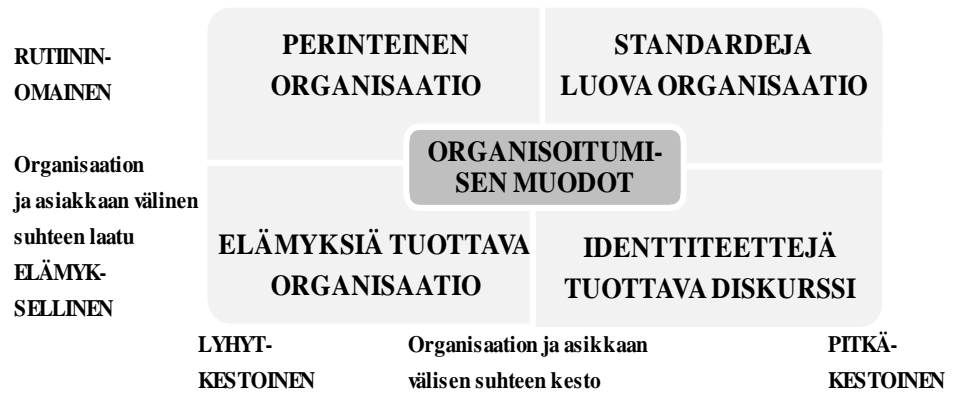 RUTIININ-
OMAINEN
PERINTEINEN
ORGANISAATIO
STANDARDEJA
LUOVA ORGANISAATIO
ORGANISOITUMI-
SEN MUODOT
Organisaation
ja asiakkaan välinen
suhteen laatu
ELÄMYK-
SELLINEN
ELÄMYKSIÄ TUOTTAVA
ORGANISAATIO
IDENTTITEETTEJÄ
TUOTTAVA DISKURSSI
LYHYT-
KESTOINEN
Organisaation ja asikkaan
välisen suhteen kesto
PITKÄ-
KESTOINEN